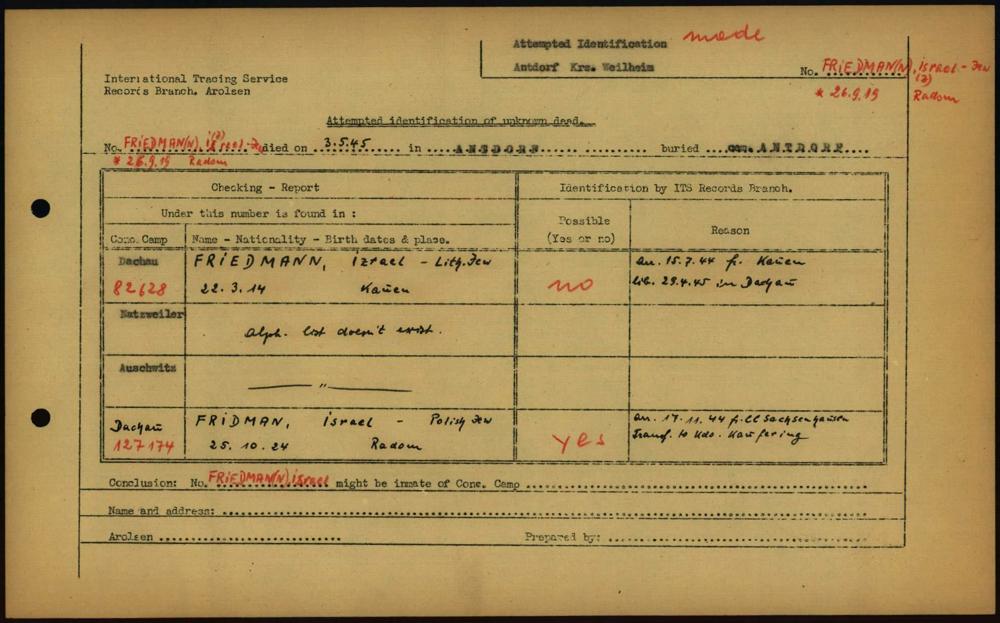 Attempted Identification made
Antdorf Krs. Weilheim
International Tracing Service
Records Branch. Arolsen
No. FRIEDMAN(N), israel - Jew
(?)
* 26.9.19 Radom
Attempted identification of unknown dead.
No. FRIEDMAN(N), i(?)srael - Jew died on 3.5.45 in ANTDORF buried cem. ANTDORF
* 26.9.19 Radom
Checking - Report
Identification by ITS Records Branch.
Under this number is found in :
Possible
(Yes or no)
Reason
Conc. Camp
Name - Nationality - Birth dates & place.
Dachau FRIEDMANN, Izrael - Lith. Jew
82628 22.3.14 Kauen
no
arr. 15.7.44 fr. Kauen
lib. 29.4.45 in Dachau
Natzweiler
Alph. list doesn't exist.
Auschwitz
— " —
Dachau FRIDMAN, israel - Polish Jew
127174 25.10.24 Radom
yes
arr. 17.11.44 fr. CC Sachsenhausen
Transf. to Kdo. Kaufering
Conclusion: No. FRIEDMAN(N), israel might be inmate of Conc. Camp
Name and address:
Arolsen
Prepared by: